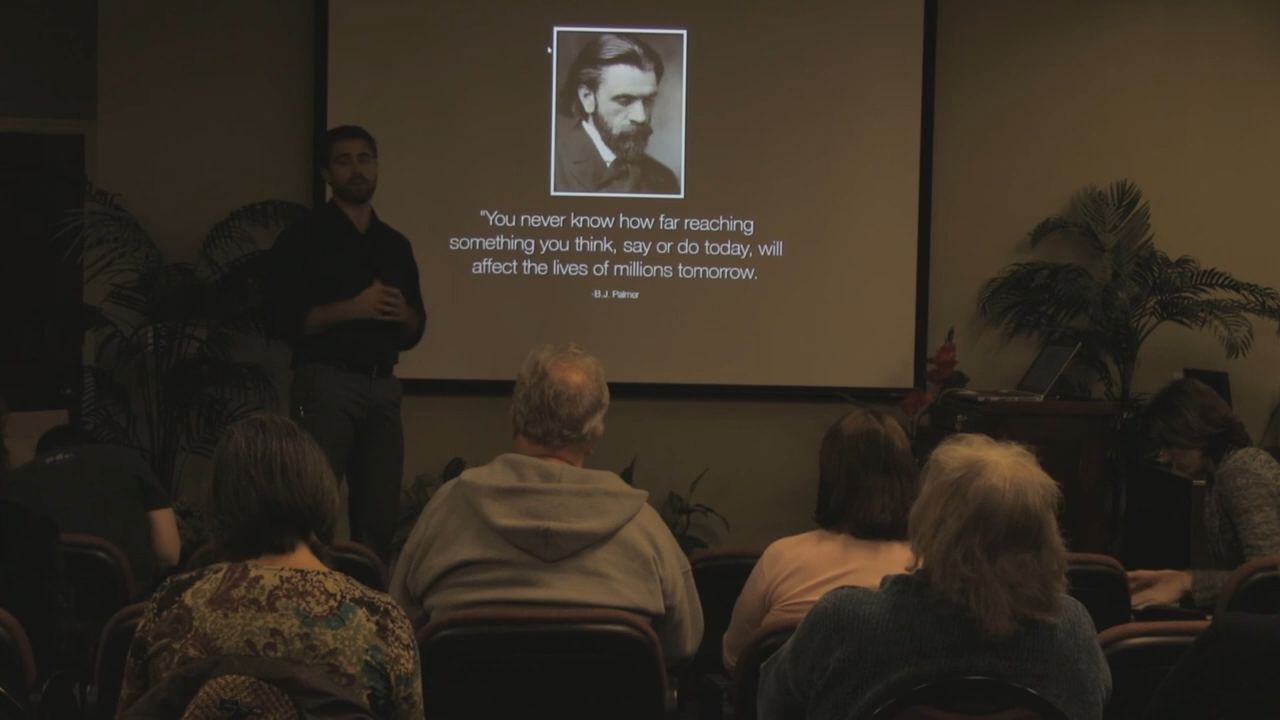 "You never know how far reaching
something you think, say or do today, will
affect the lives of millions tomorrow.
-B.J. Palmer